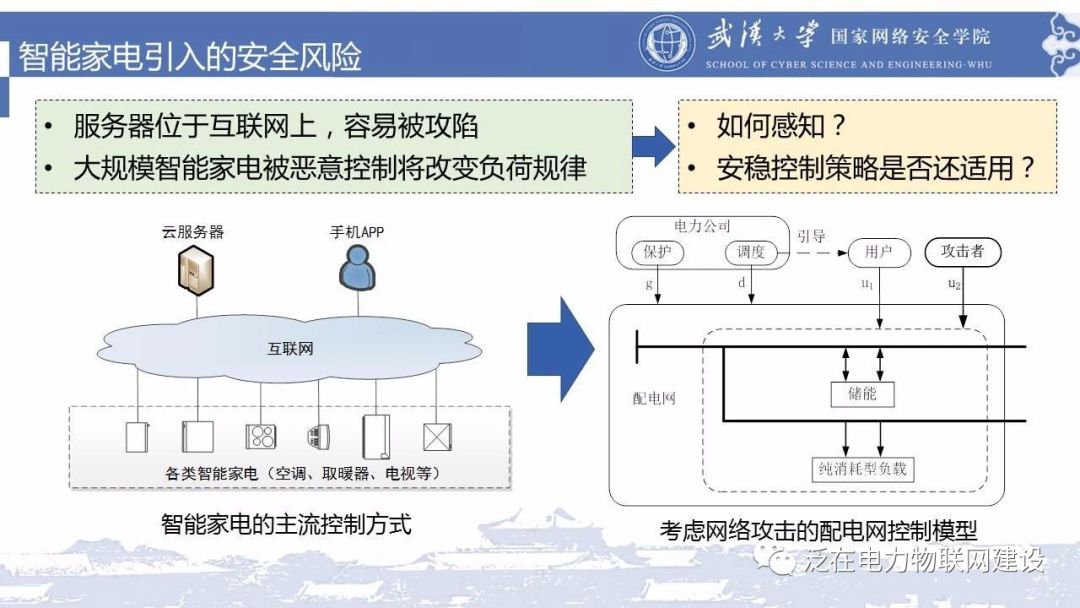 智能家电引入的安全风险
武汉大学 国家网络安全学院
SCHOOL OF CYBER SCIENCE AND ENGINEERING·WHU
• 服务器位于互联网上，容易被攻陷
• 大规模智能家电被恶意控制将改变负荷规律
• 如何感知？
• 安稳控制策略是否还适用？
云服务器
手机APP
互联网
各类智能家电（空调、取暖器、电视等）
智能家电的主流控制方式
电力公司
保护
调度
引导
用户
攻击者
g
d
u1
u2
配电网
储能
纯消耗型负载
考虑网络攻击的配电网控制模型
泛在电力物联网建设